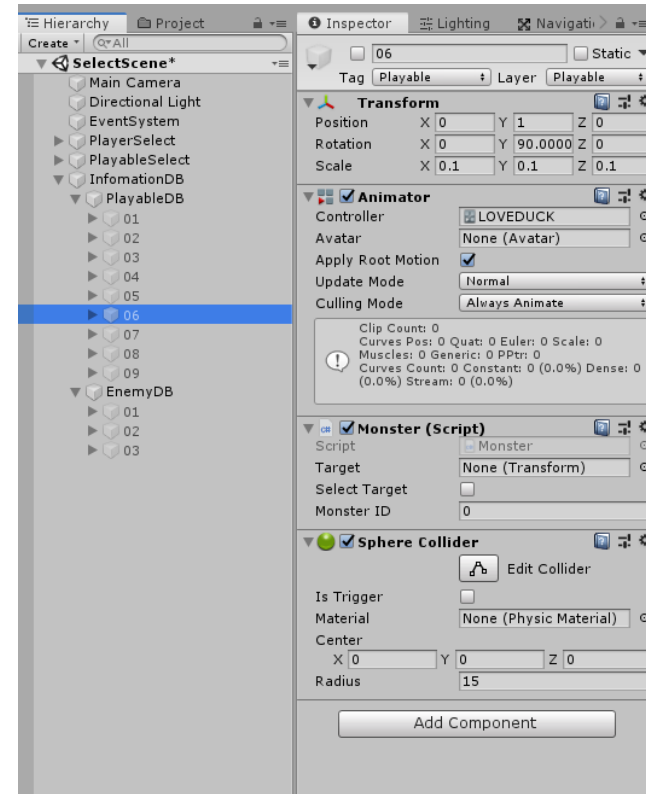 Hierarchy
Project
Create
All
SelectScene*
Main Camera
Directional Light
EventSystem
PlayerSelect
PlayableSelect
InfomationDB
PlayableDB
01
02
03
04
05
06
07
08
09
EnemyDB
01
02
03
Inspector
Lighting
06
Static
Tag Playable Layer Playable
Transform
Position X 0 Y 1 Z 0
Rotation X 0 Y 90.0000 Z 0
Scale X 0.1 Y 0.1 Z 0.1
Animator
Controller LOVEDUCK
Avatar None (Avatar)
Apply Root Motion
Update Mode Normal
Culling Mode Always Animate
Clip Count: 0
Curves Pos: 0 Quat: 0 Euler: 0 Scale: 0
Muscles: 0 Generic: 0 PPtr: 0
Curves Count: 0 Constant: 0 (0.0%) Dense: 0
(0.0%) Stream: 0 (0.0%)
Monster (Script)
Script Monster
Target None (Transform)
Select Target
Monster ID 0
Sphere Collider
Edit Collider
Is Trigger
Material None (Physic Material)
Center
X 0 Y 0 Z 0
Radius 15
Add Component